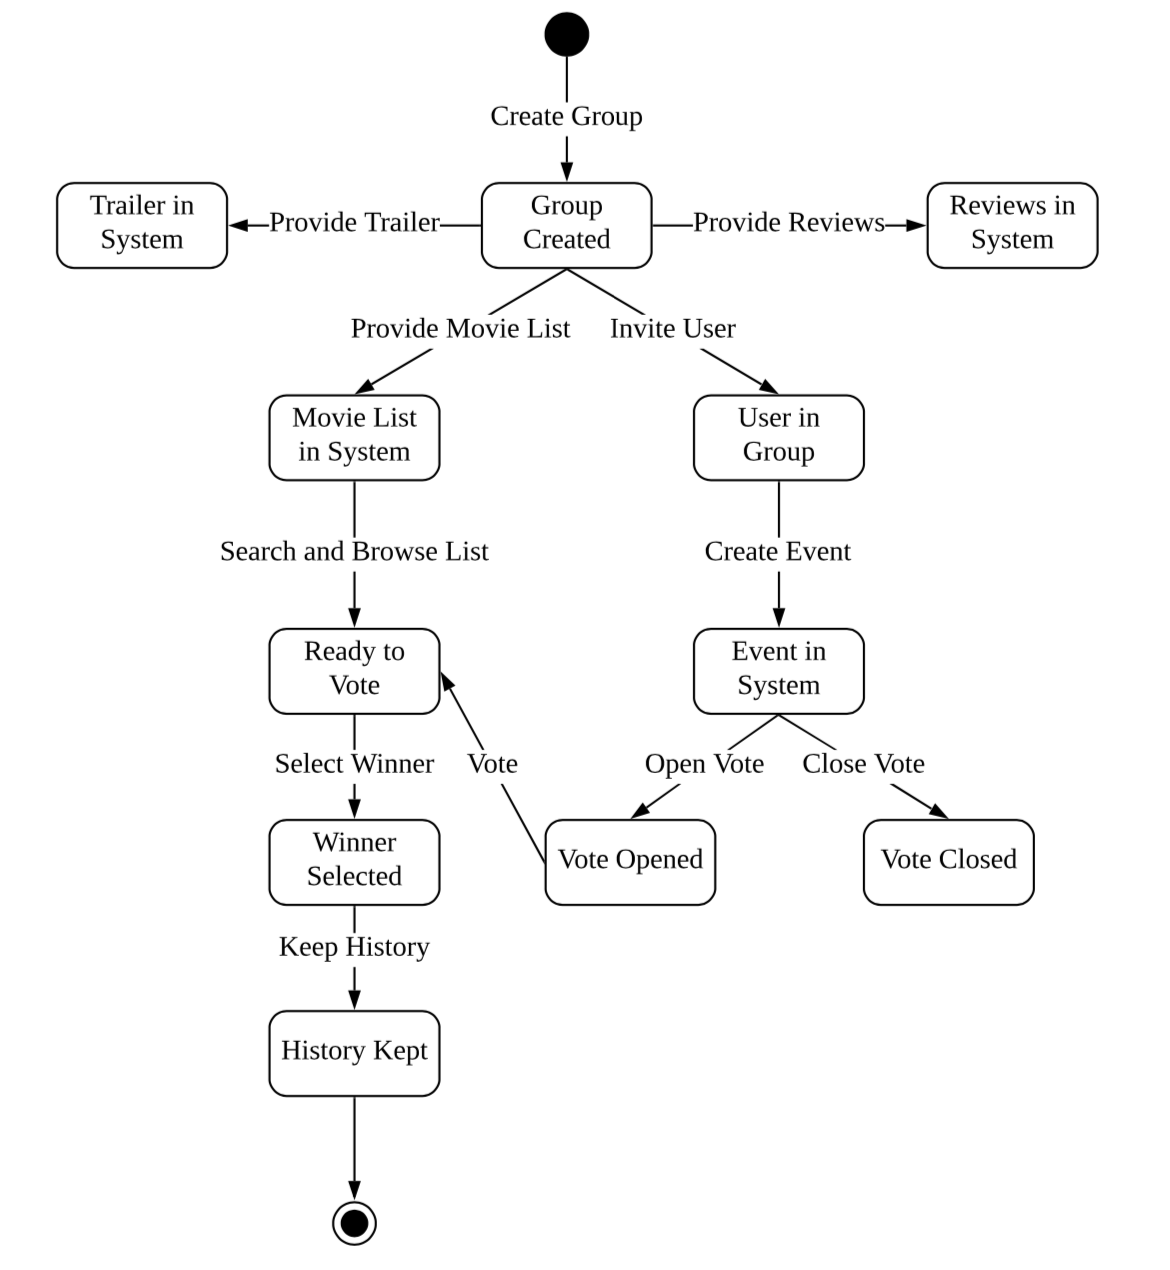 Create Group
Trailer in
System
Provide Trailer
Group
Created
Provide Reviews
Reviews in
System
Provide Movie List
Invite User
Movie List
in System
User in
Group
Search and Browse List
Create Event
Ready to
Vote
Event in
System
Select Winner
Vote
Open Vote
Close Vote
Winner
Selected
Vote Opened
Vote Closed
Keep History
History Kept